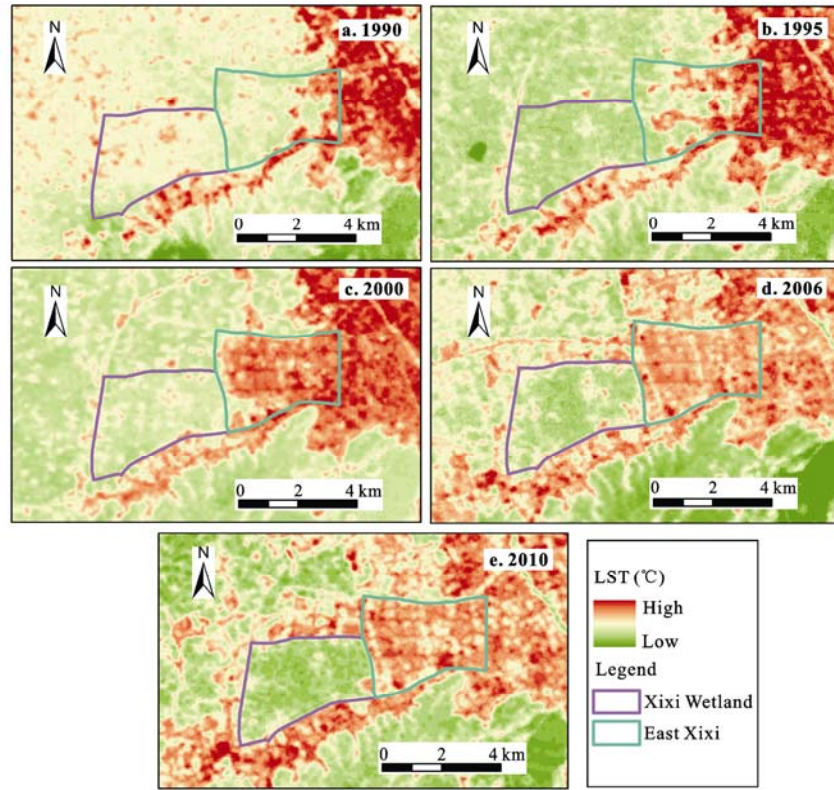 N
a. 1990
0 2 4 km
N
b. 1995
0 2 4 km
N
c. 2000
0 2 4 km
N
d. 2006
0 2 4 km
N
e. 2010
0 2 4 km
LST (℃)
High
Low
Legend
Xixi Wetland
East Xixi